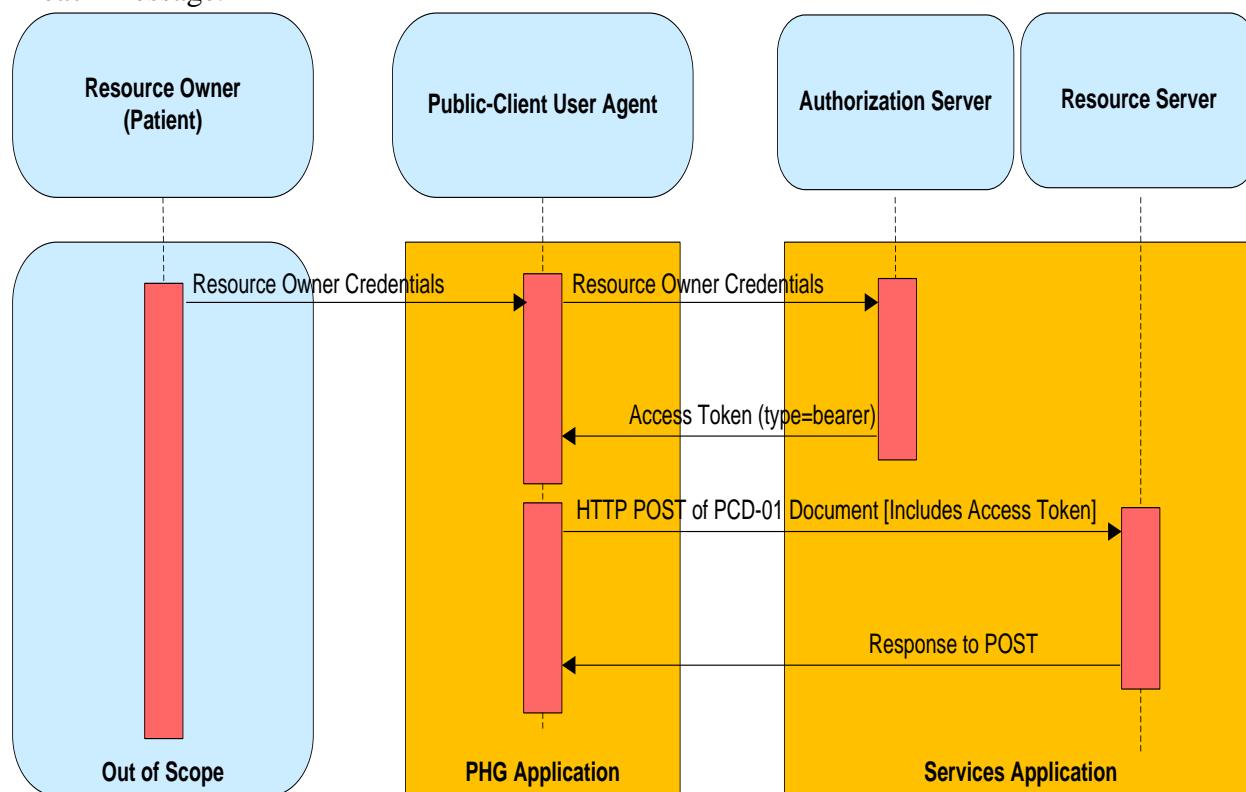 Resource Owner
(Patient)
Public-Client User Agent
Authorization Server
Resource Server
Resource Owner Credentials
Resource Owner Credentials
Access Token (type=bearer)
HTTP POST of PCD-01 Document [Includes Access Token]
Response to POST
Out of Scope
PHG Application
Services Application